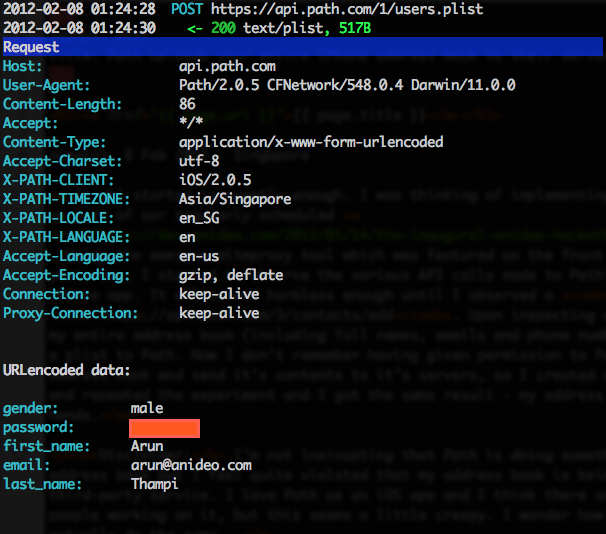 2012-02-08 01:24:28 POST https://api.path.com/1/users.plist
2012-02-08 01:24:30 <- 200 text/plist, 517B
Request
Host: api.path.com
User-Agent: Path/2.0.5 CFNetwork/548.0.4 Darwin/11.0.0
Content-Length: 86
Accept: */*
Content-Type: application/x-www-form-urlencoded
Accept-Charset: utf-8
X-PATH-CLIENT: iOS/2.0.5
X-PATH-TIMEZONE: Asia/Singapore
X-PATH-LOCALE: en_SG
X-PATH-LANGUAGE: en
Accept-Language: en-us
Accept-Encoding: gzip, deflate
Connection: keep-alive
Proxy-Connection: keep-alive
URLencoded data:
gender: male
password:
first_name: Arun
email: arun@anideo.com
last_name: Thampi